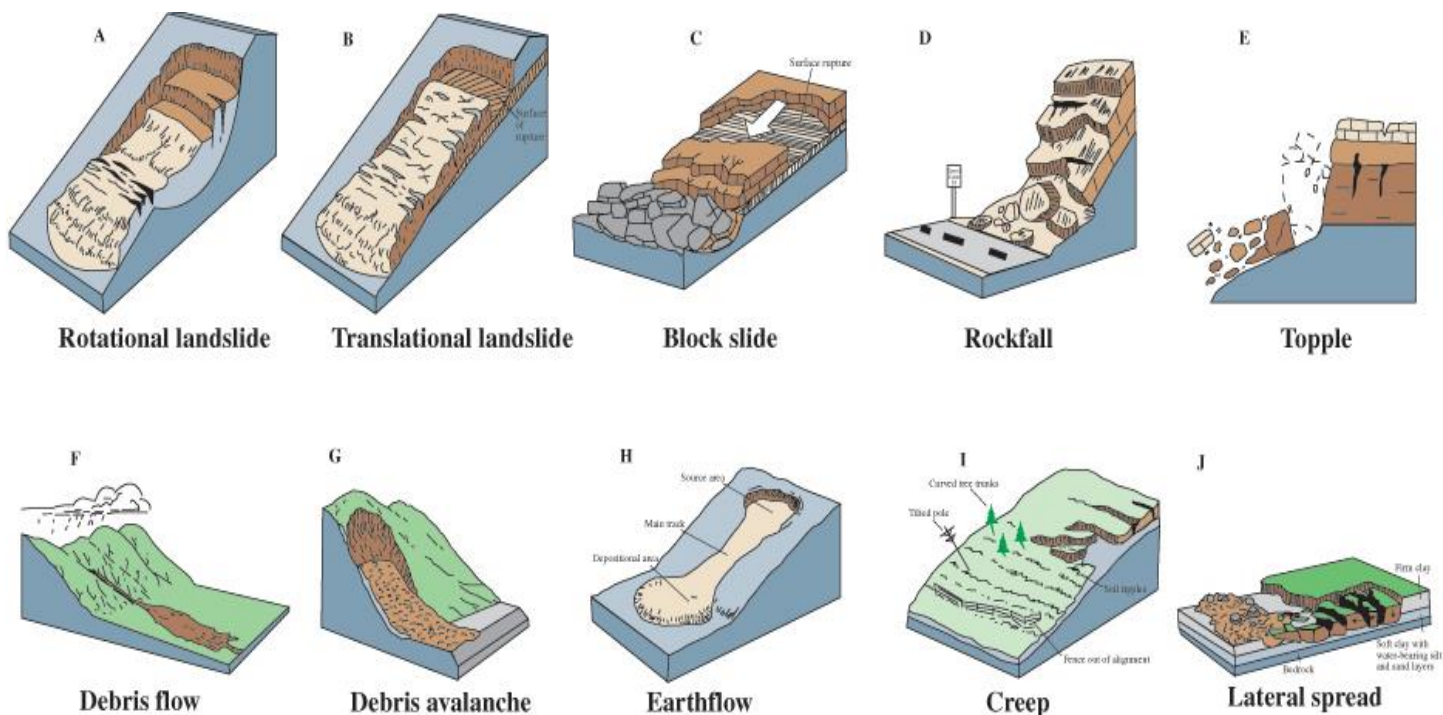 A
B
C
D
E
Surface rupture
Surface
of
rupture
Toe
Rotational landslide
Translational landslide
Block slide
Rockfall
Topple
F
G
H
I
J
Source area
Main track
Depositional area
Curved tree trunks
Tilted pole
Soil ripples
Fence out of alignment
Firm clay
Soft clay with
water-bearing silt
and sand layers
Bedrock
Debris flow
Debris avalanche
Earthflow
Creep
Lateral spread